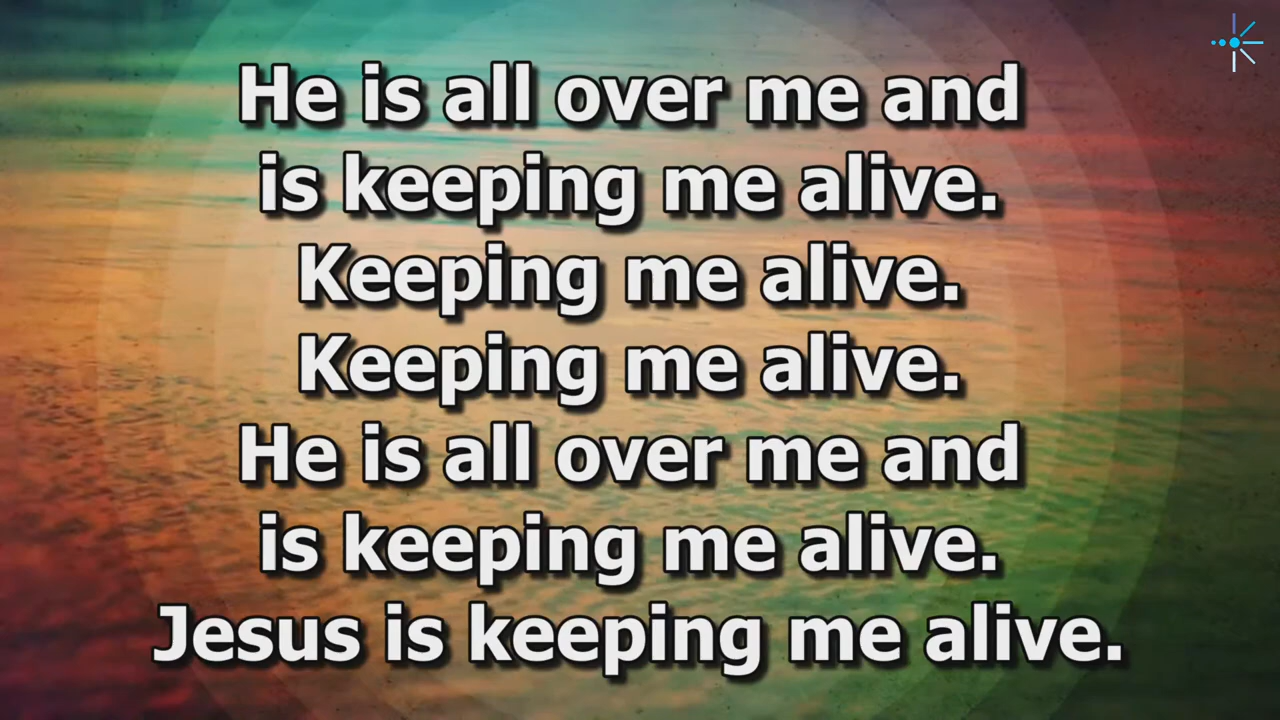 He is all over me and
is keeping me alive.
Keeping me alive.
Keeping me alive.
He is all over me and
is keeping me alive.
Jesus is keeping me alive.